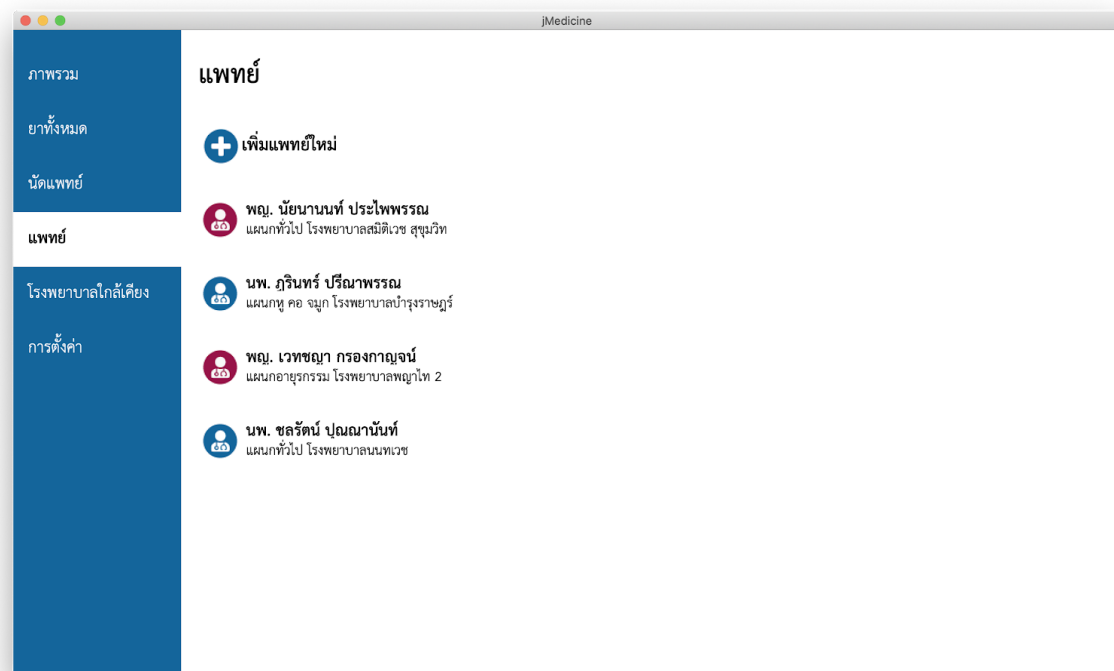 jMedicine
ภาพรวม
ยาทั้งหมด
นัดแพทย์
แพทย์
โรงพยาบาลใกล้เคียง
การตั้งค่า
แพทย์
เพิ่มแพทย์ใหม่
พญ. นัยนานนท์ ประไพพรรณ
แผนกทั่วไป โรงพยาบาลสมิติเวช สุขุมวิท
นพ. ภูรินทร์ ปรีณาพรรณ
แผนกหู คอ จมูก โรงพยาบาลบำรุงราษฎร์
พญ. เวทชญา กรองกาญจน์
แผนกอายุรกรรม โรงพยาบาลพญาไท 2
นพ. ชลรัตน์ ปุณณานันท์
แผนกทั่วไป โรงพยาบาลนนทเวช